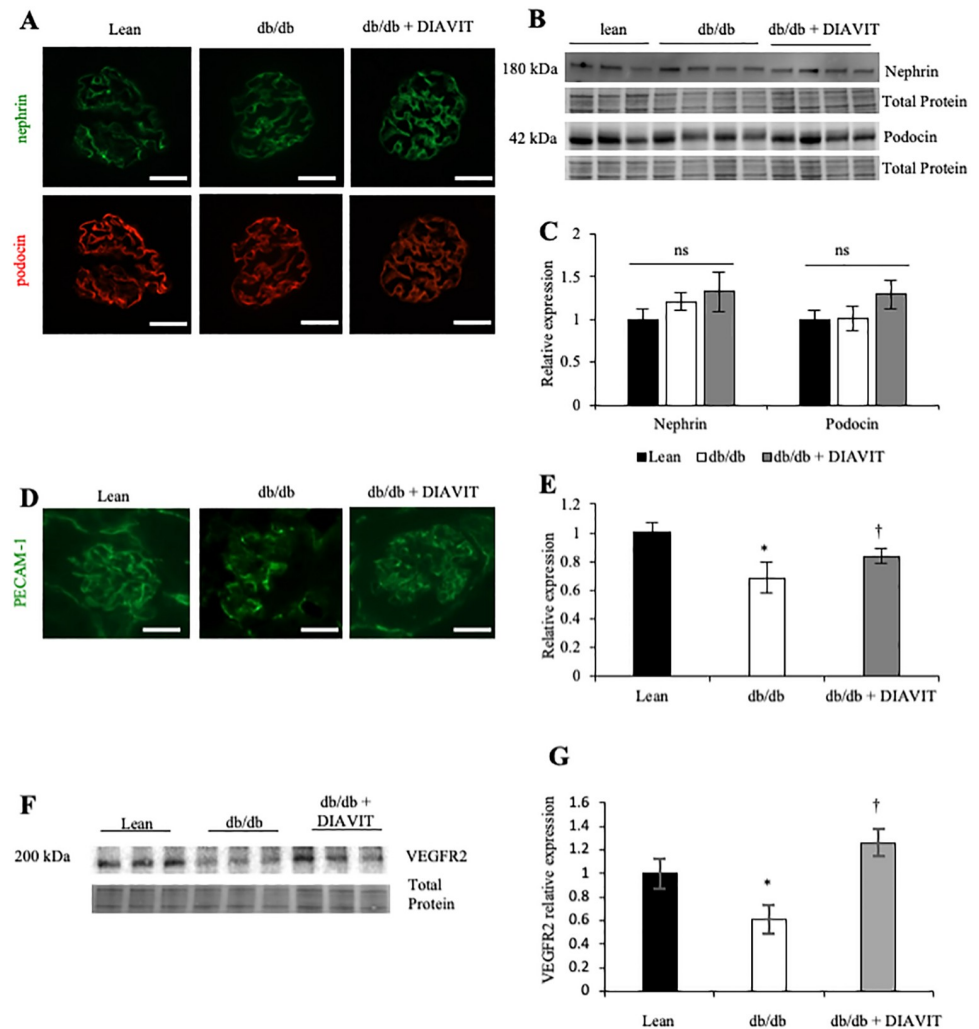 A
Lean
db/db
db/db + DIAVIT
nephrin
podocin
B
lean
db/db
db/db + DIAVIT
180 kDa
Nephrin
Total Protein
42 kDa
Podocin
Total Protein
C
Relative expression
2
1.5
1
0.5
0
ns
ns
Nephrin
Podocin
Lean
db/db
db/db + DIAVIT
D
Lean
db/db
db/db + DIAVIT
PECAM-1
E
Relative expression
1.2
1
0.8
0.6
0.4
0.2
0
*
†
Lean
db/db
db/db + DIAVIT
F
Lean
db/db
db/db +
DIAVIT
200 kDa
VEGFR2
Total
Protein
G
VEGFR2 relative expression
1.6
1.4
1.2
1
0.8
0.6
0.4
0.2
0
*
†
Lean
db/db
db/db + DIAVIT